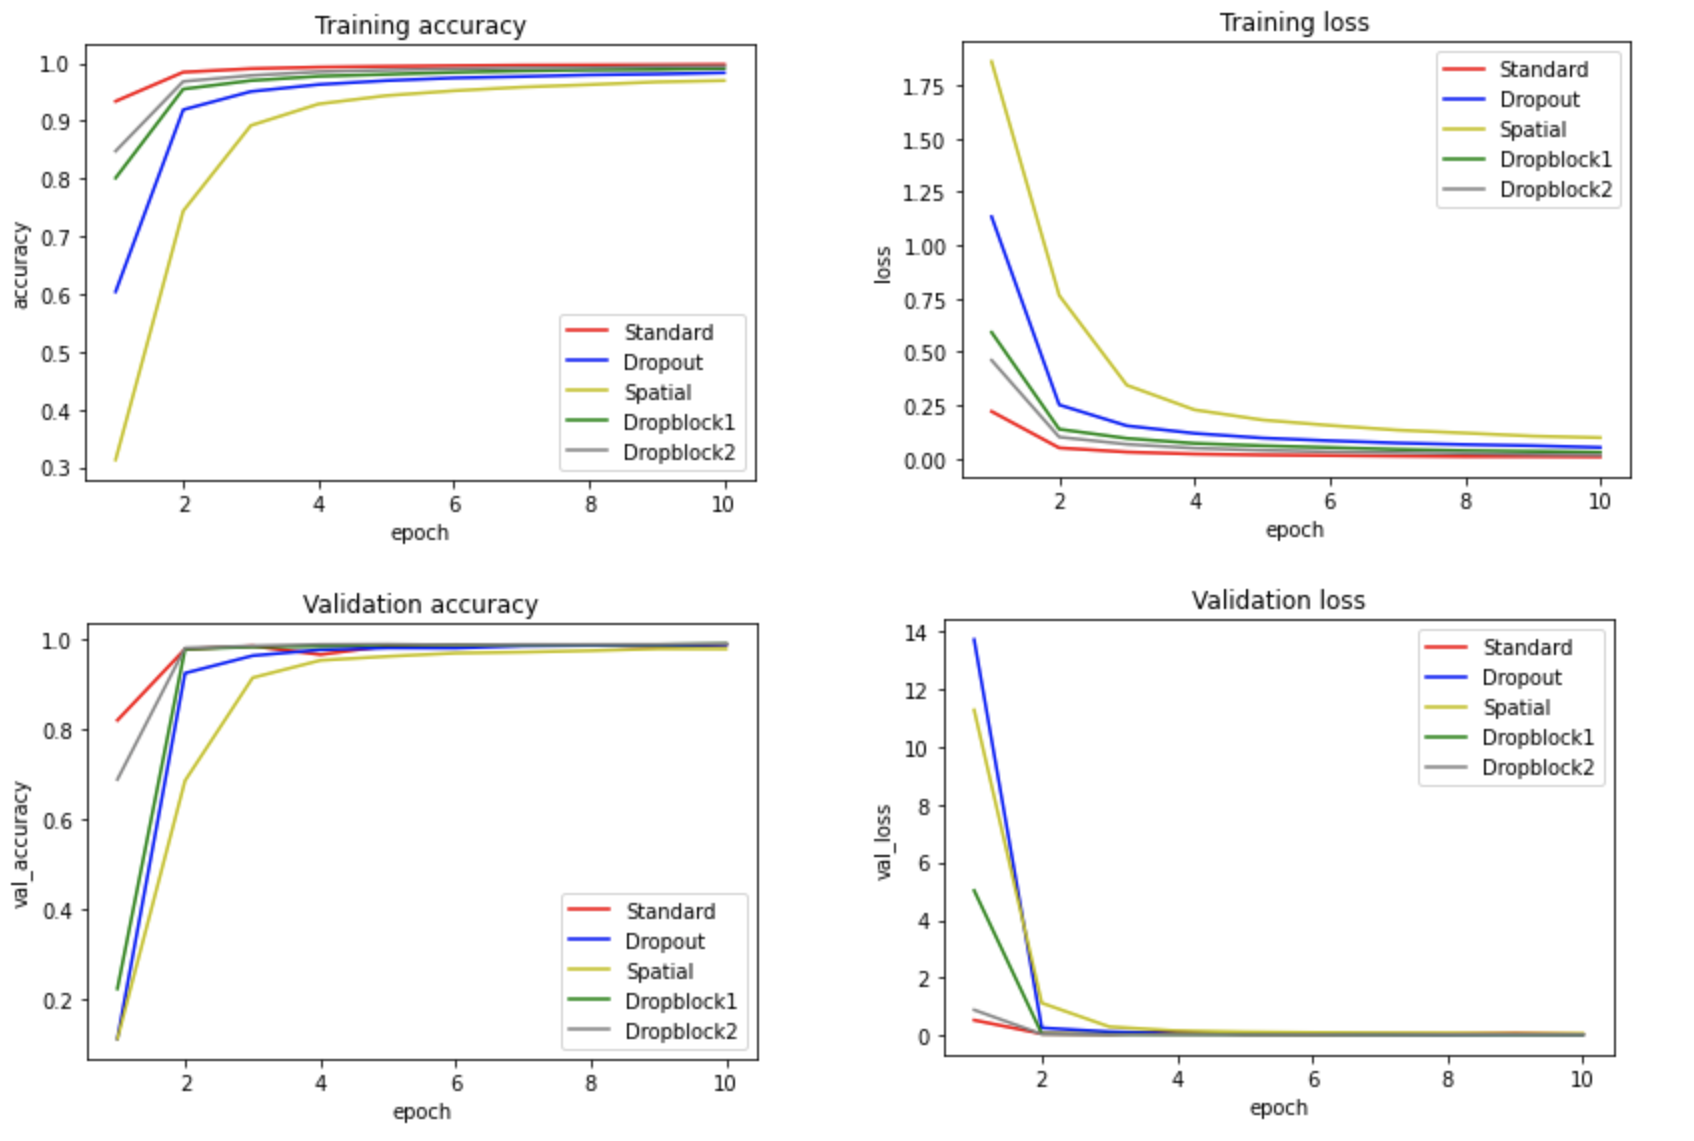 Training accuracy
1.0
0.9
0.8
0.7
0.6
0.5
0.4
0.3
accuracy
Standard
Dropout
Spatial
Dropblock1
Dropblock2
2 4 6 8 10
epoch
Training loss
1.75
1.50
1.25
1.00
0.75
0.50
0.25
0.00
loss
Standard
Dropout
Spatial
Dropblock1
Dropblock2
2 4 6 8 10
epoch
Validation accuracy
1.0
0.8
0.6
0.4
0.2
val_accuracy
Standard
Dropout
Spatial
Dropblock1
Dropblock2
2 4 6 8 10
epoch
Validation loss
14
12
10
8
6
4
2
0
val_loss
Standard
Dropout
Spatial
Dropblock1
Dropblock2
2 4 6 8 10
epoch